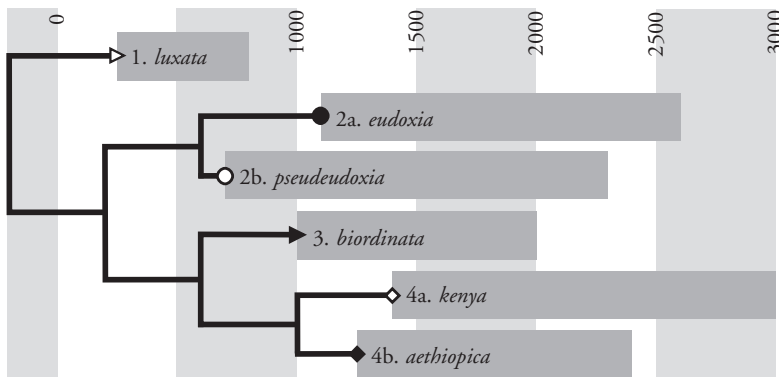 0
1000
1500
2000
2500
3000
1. luxata
2a. eudoxia
2b. pseudeudoxia
3. biordinata
4a. kenya
4b. aethiopica